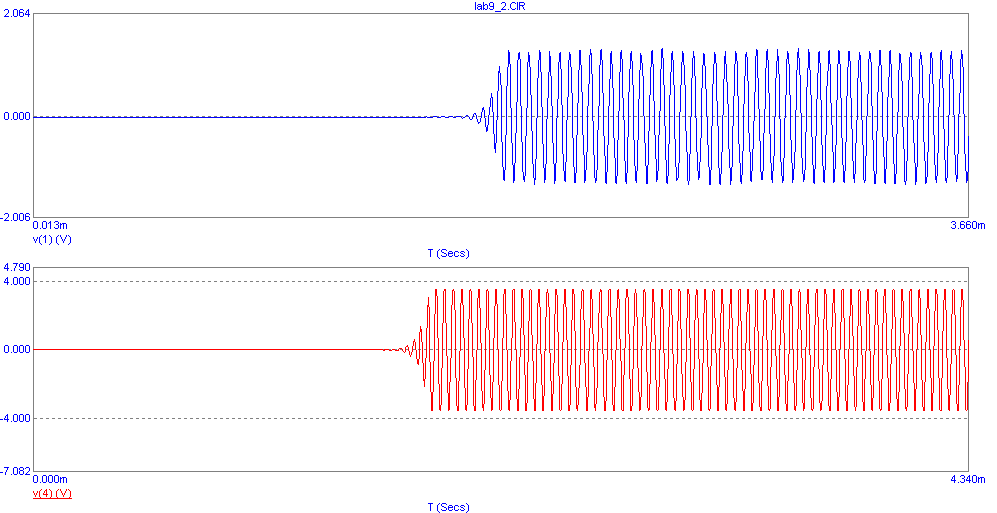 lab9_2.CIR
2.064
0.000
-2.006
0.013m 3.660m
v(1) (V)
T (Secs)
4.790
4.000
0.000
-4.000
-7.082
0.000m 4.340m
v(4) (V)
T (Secs)